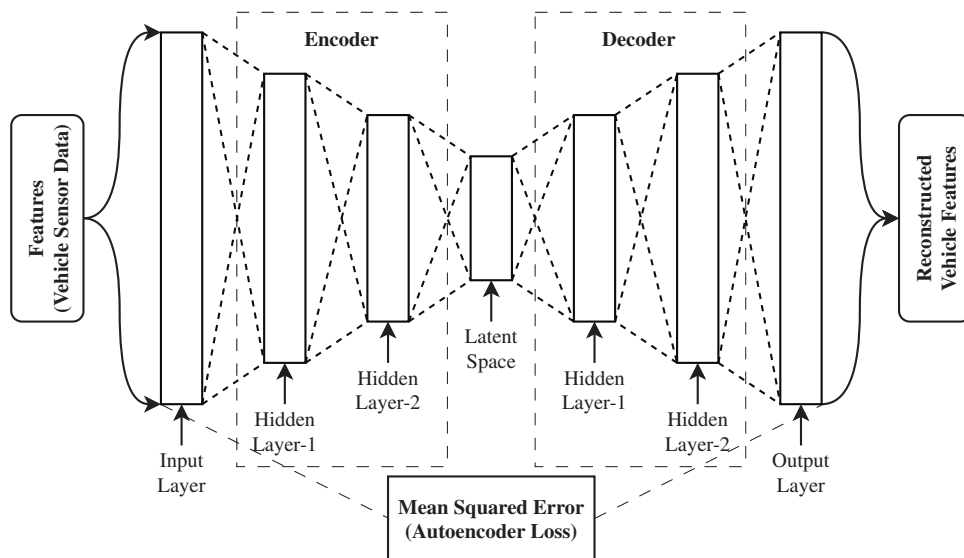 Encoder
Decoder
Features
(Vehicle Sensor Data)
Reconstructed
Vehicle Features
Latent
Space
Hidden
Layer-2
Hidden
Layer-1
Hidden
Layer-1
Hidden
Layer-2
Input
Layer
Output
Layer
Mean Squared Error
(Autoencoder Loss)